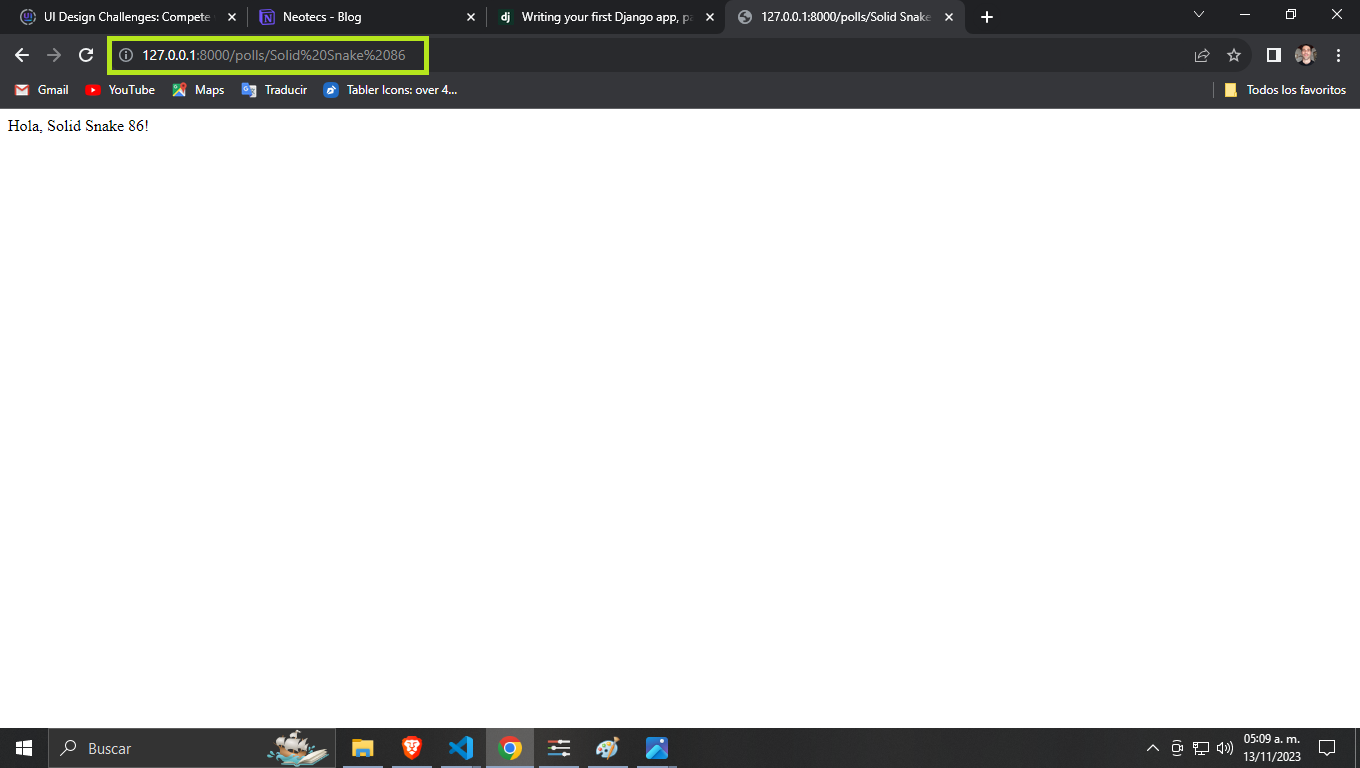 UI Design Challenges: Compete
Neotecs - Blog
Writing your first Django app, pa
127.0.0.1:8000/polls/Solid Snake
127.0.0.1:8000/polls/Solid%20Snake%2086
Gmail
YouTube
Maps
Traducir
Tabler Icons: over 4...
Todos los favoritos
Hola, Solid Snake 86!
Buscar
05:09 a. m.
13/11/2023